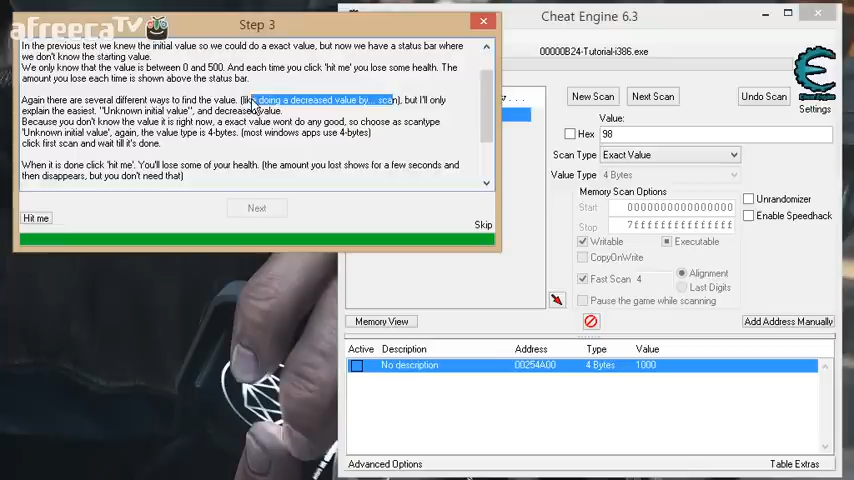 afreecaTV
Step 3
In the previous test we knew the initial value so we could do a exact value, but now we have a status bar where
we don't know the starting value.
We only know that the value is between 0 and 500. And each time you click 'hit me' you lose some health. The
amount you lose each time is shown above the status bar.
Again there are several different ways to find the value. (like doing a decreased value by... scan), but I'll only
explain the easiest. "Unknown initial value", and decreased value.
Because you don't know the value it is right now, a exact value wont do any good, so choose as scantype
'Unknown initial value', again, the value type is 4-bytes. (most windows apps use 4-bytes)
click first scan and wait till it's done.
When it is done click 'hit me'. You'll lose some of your health. (the amount you lost shows for a few seconds and
then disappears, but you don't need that)
Next
Hit me
Skip
Cheat Engine 6.3
00000B24-Tutorial-i386.exe
New Scan
Next Scan
Undo Scan
Cheat Engine
Settings
Value:
Hex
98
Scan Type
Exact Value
Value Type
4 Bytes
Memory Scan Options
Start
0000000000000000
Stop
7fffffffffffffff
Writable
Executable
CopyOnWrite
Fast Scan
4
Alignment
Last Digits
Pause the game while scanning
Unrandomizer
Enable Speedhack
Memory View
Add Address Manually
Active
Description
Address
Type
Value
No description
00254A00
4 Bytes
1000
Advanced Options
Table Extras